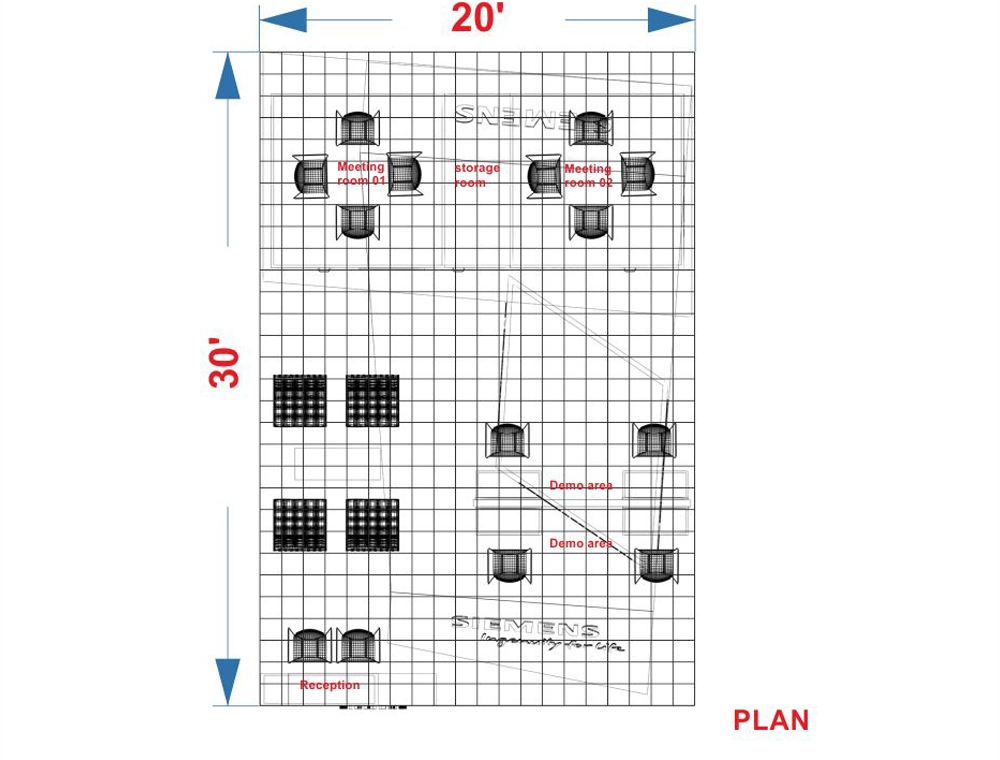 20'
SIEMENS
Meeting
room 01
storage
room
Meeting
room 02
30'
Demo area
Demo area
SIEMENS
Ingenuity for life
Reception
PLAN